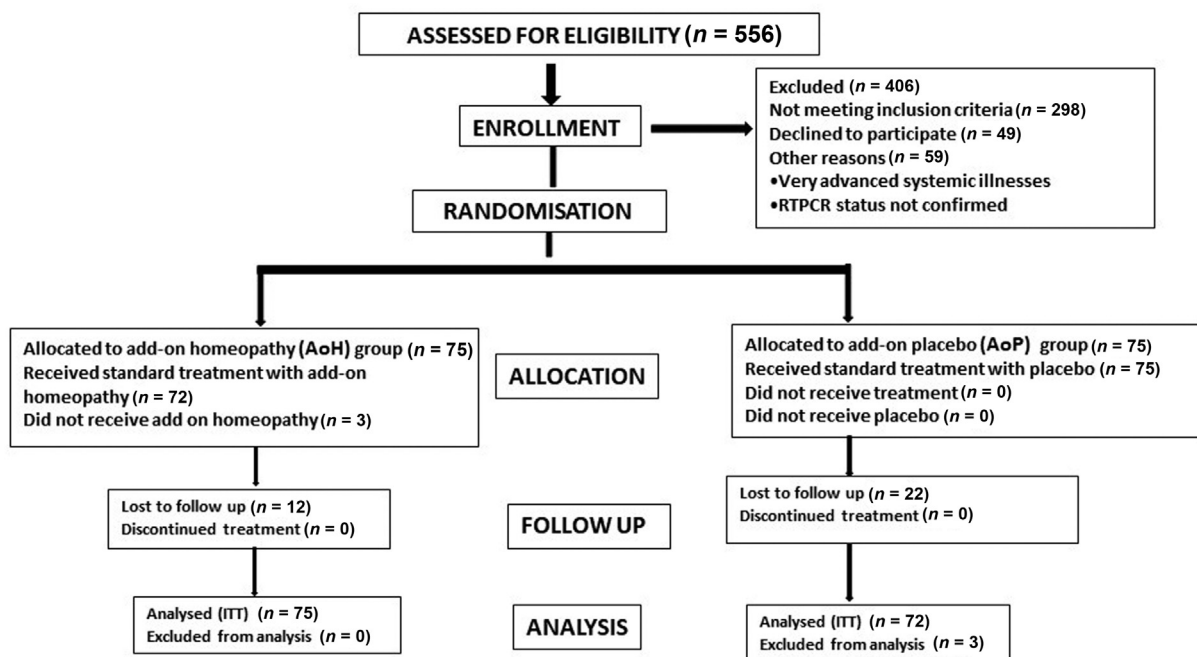 ASSESSED FOR ELIGIBILITY (n = 556)
ENROLLMENT
Excluded (n = 406)
Not meeting inclusion criteria (n = 298)
Declined to participate (n = 49)
Other reasons (n = 59)
•Very advanced systemic illnesses
•RTPCR status not confirmed
RANDOMISATION
Allocated to add-on homeopathy (AoH) group (n = 75)
Received standard treatment with add-on
homeopathy (n = 72)
Did not receive add on homeopathy (n = 3)
ALLOCATION
Allocated to add-on placebo (AoP) group (n = 75)
Received standard treatment with placebo (n = 75)
Did not receive treatment (n = 0)
Did not receive placebo (n = 0)
Lost to follow up (n = 12)
Discontinued treatment (n = 0)
FOLLOW UP
Lost to follow up (n = 22)
Discontinued treatment (n = 0)
Analysed (ITT) (n = 75)
Excluded from analysis (n = 0)
ANALYSIS
Analysed (ITT) (n = 72)
Excluded from analysis (n = 3)